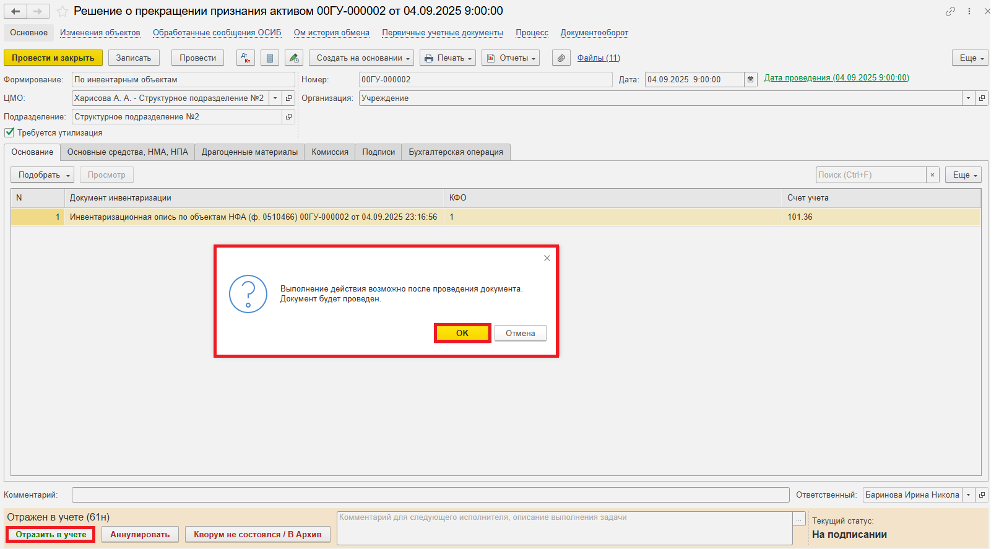 Решение о прекращении признания активом 00ГУ-000002 от 04.09.2025 9:00:00
Основное Изменения объектов Обработанные сообщения ОСИБ Ом история обмена Первичные учетные документы Процесс Документооборот
Провести и закрыть Записать Провести Дт Кт Создать на основании Печать Отчеты Файлы (11) Еще
Формирование: По инвентарным объектам Номер: 00ГУ-000002 Дата: 04.09.2025 9:00:00 Дата проведения (04.09.2025 9:00:00)
ЦМО: Харисова А. А. - Структурное подразделение №2 Организация: Учреждение
Подразделение: Структурное подразделение №2
Требуется утилизация
Основание Основные средства, НМА, НПА Драгоценные материалы Комиссия Подписи Бухгалтерская операция
Подобрать Просмотр Поиск (Ctrl+F) × Еще
N Документ инвентаризации КФО Счет учета
1 Инвентаризационная опись по объектам НФА (ф. 0510466) 00ГУ-000002 от 04.09.2025 23:16:56 1 101.36
Выполнение действия возможно после проведения документа.
Документ будет проведен.
ОК Отмена
Комментарий: Ответственный: Баринова Ирина Никола
Отражен в учете (61н) Комментарий для следующего исполнителя, описание выполнения задачи ... Текущий статус:
Отразить в учете Аннулировать Кворум не состоялся / В Архив На подписании